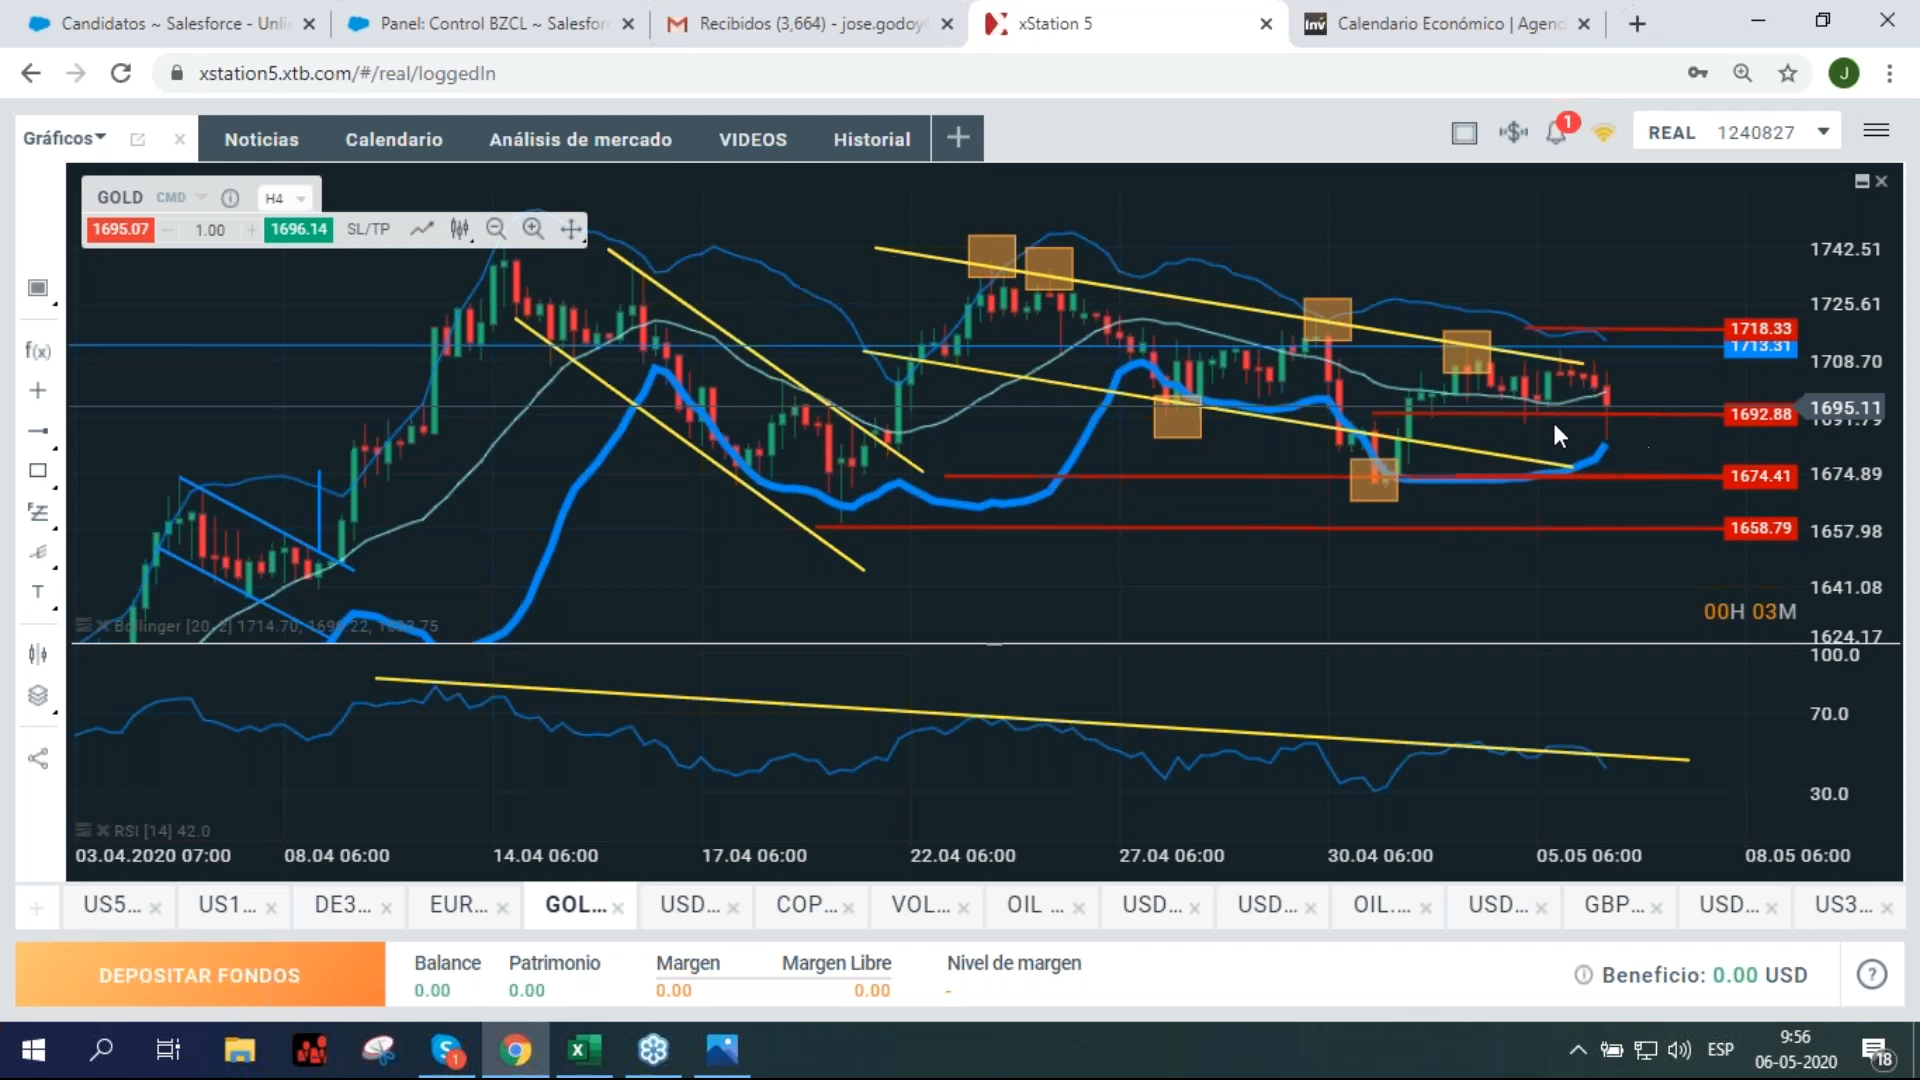 Candidatos ~ Salesforce - Unli
Panel: Control BZCL ~ Salesfor
Recibidos (3,664) - jose.godoy
xStation 5
Calendario Económico | Agen
xstation5.xtb.com/#/real/loggedIn
J
Gráficos
Noticias
Calendario
Análisis de mercado
VIDEOS
Historial
1
REAL 1240827
GOLD CMD
H4
1695.07
1.00
1696.14
SL/TP
1742.51
1725.61
1718.33
1713.31
1708.70
1695.11
1692.88
1691.79
1674.41
1674.89
1658.79
1657.98
1641.08
00H 03M
1624.17
f(x)
T
100.0
70.0
30.0
RSI [14] 42.0
03.04.2020 07:00
08.04 06:00
14.04 06:00
17.04 06:00
22.04 06:00
27.04 06:00
30.04 06:00
05.05 06:00
08.05 06:00
US5...
US1...
DE3...
EUR...
GOL...
USD...
COP...
VOL...
OIL ...
USD...
USD...
OIL....
USD...
GBP...
USD...
US3...
DEPOSITAR FONDOS
Balance
0.00
Patrimonio
0.00
Margen
0.00
Margen Libre
0.00
Nivel de margen
-
Beneficio: 0.00 USD
?
1
ESP
9:56
06-05-2020
18